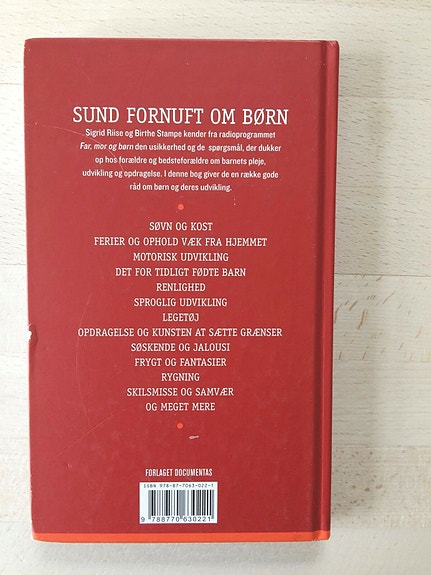 SUND FORNUFT OM BØRN
Sigrid Riise og Birthe Stampe kender fra radioprogrammet
Far, mor og børn den usikkerhed og de spørgsmål, der dukker
op hos forældre og bedsteforældre om barnets pleje,
udvikling og opdragelse. I denne bog giver de en række gode
råd om børn og deres udvikling.
SØVN OG KOST
FERIER OG OPHOLD VÆK FRA HJEMMET
MOTORISK UDVIKLING
DET FOR TIDLIGT FØDTE BARN
RENLIGHED
SPROGLIG UDVIKLING
LEGETØJ
OPDRAGELSE OG KUNSTEN AT SÆTTE GRÆNSER
SØSKENDE OG JALOUSI
FRYGT OG FANTASIER
RYGNING
SKILSMISSE OG SAMVÆR
OG MEGET MERE
FORLAGET DOCUMENTAS
ISBN 978-87-7063-022-1
9 788770 630221